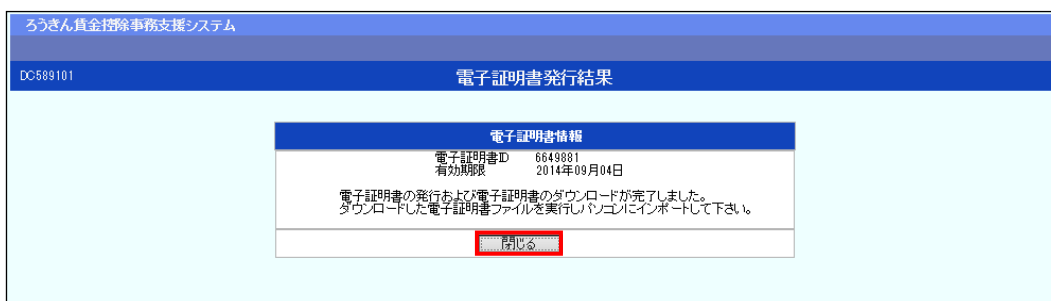 ろうきん賃金控除事務支援システム
DC589101
電子証明書発行結果
電子証明書情報
電子証明書ID 6649881
有効期限 2014年09月04日
電子証明書の発行および電子証明書のダウンロードが完了しました。
ダウンロードした電子証明書ファイルを実行しパソコンにインポートして下さい。
閉じる